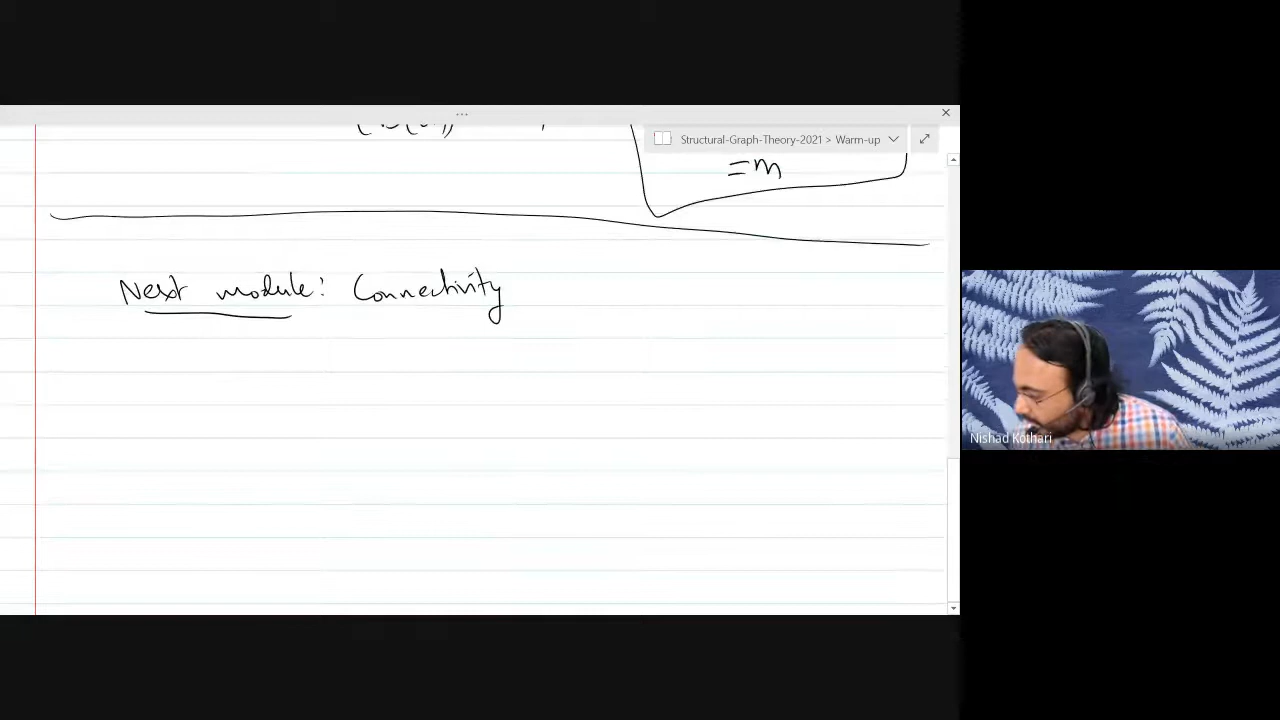 Structural-Graph-Theory-2021 > Warm-up
=m
Next module: Connectivity
Nishad Kothari